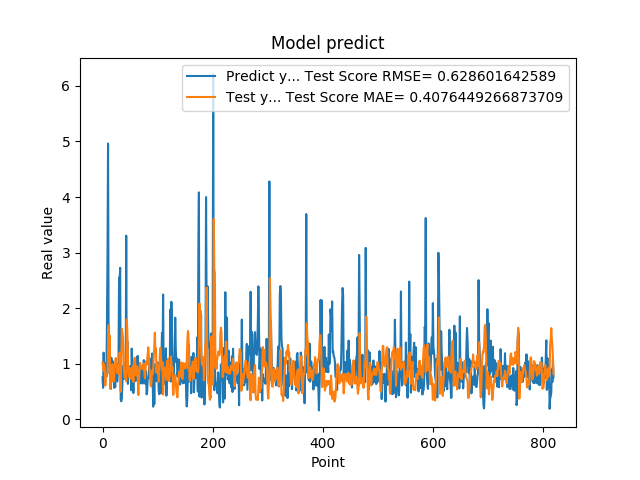 Model predict
Predict y... Test Score RMSE= 0.628601642589
Test y... Test Score MAE= 0.4076449266873709
Real value
6
5
4
3
2
1
0
0 200 400 600 800
Point